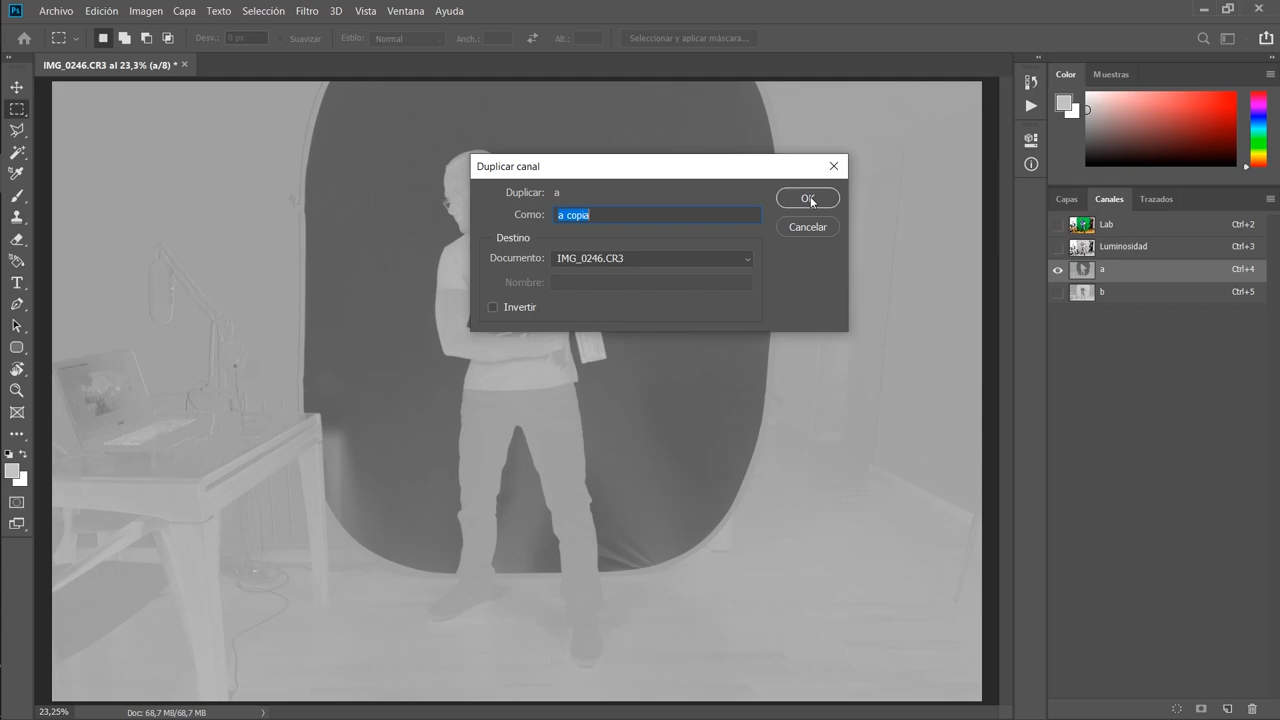 Ps Archivo Edición Imagen Capa Texto Selección Filtro 3D Vista Ventana Ayuda
Desv.: 0 px Suavizar Estilo: Normal Anch.: Alt.: Seleccionar y aplicar máscara...
IMG_0246.CR3 al 23,3% (a/8) *
Color Muestras
Duplicar canal
Duplicar: a
Como: a copia
OK
Cancelar
Destino
Documento: IMG_0246.CR3
Nombre:
Invertir
Capas Canales Trazados
Lab Ctrl+2
Luminosidad Ctrl+3
a Ctrl+4
b Ctrl+5
23,25% Doc: 68,7 MB/68,7 MB